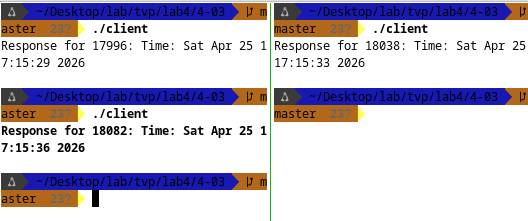 ~/Desktop/lab/tvp/lab4/4-03 m
aster 23? ./client
Response for 17996: Time: Sat Apr 25 1
7:15:29 2026
~/Desktop/lab/tvp/lab4/4-03 m
aster 23? ./client
Response for 18082: Time: Sat Apr 25 1
7:15:36 2026
~/Desktop/lab/tvp/lab4/4-03 m
aster 23?
~/Desktop/lab/tvp/lab4/4-03
master 23? ./client
Response for 18038: Time: Sat Apr 25
17:15:33 2026
~/Desktop/lab/tvp/lab4/4-03
master 23?